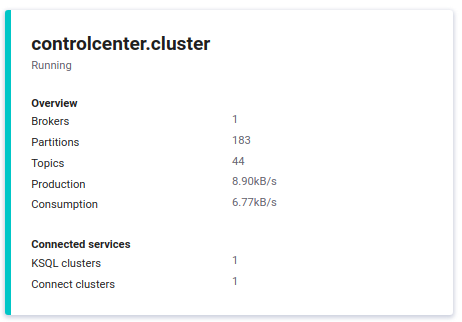 controlcenter.cluster
Running
Overview
Brokers 1
Partitions 183
Topics 44
Production 8.90kB/s
Consumption 6.77kB/s
Connected services
KSQL clusters 1
Connect clusters 1